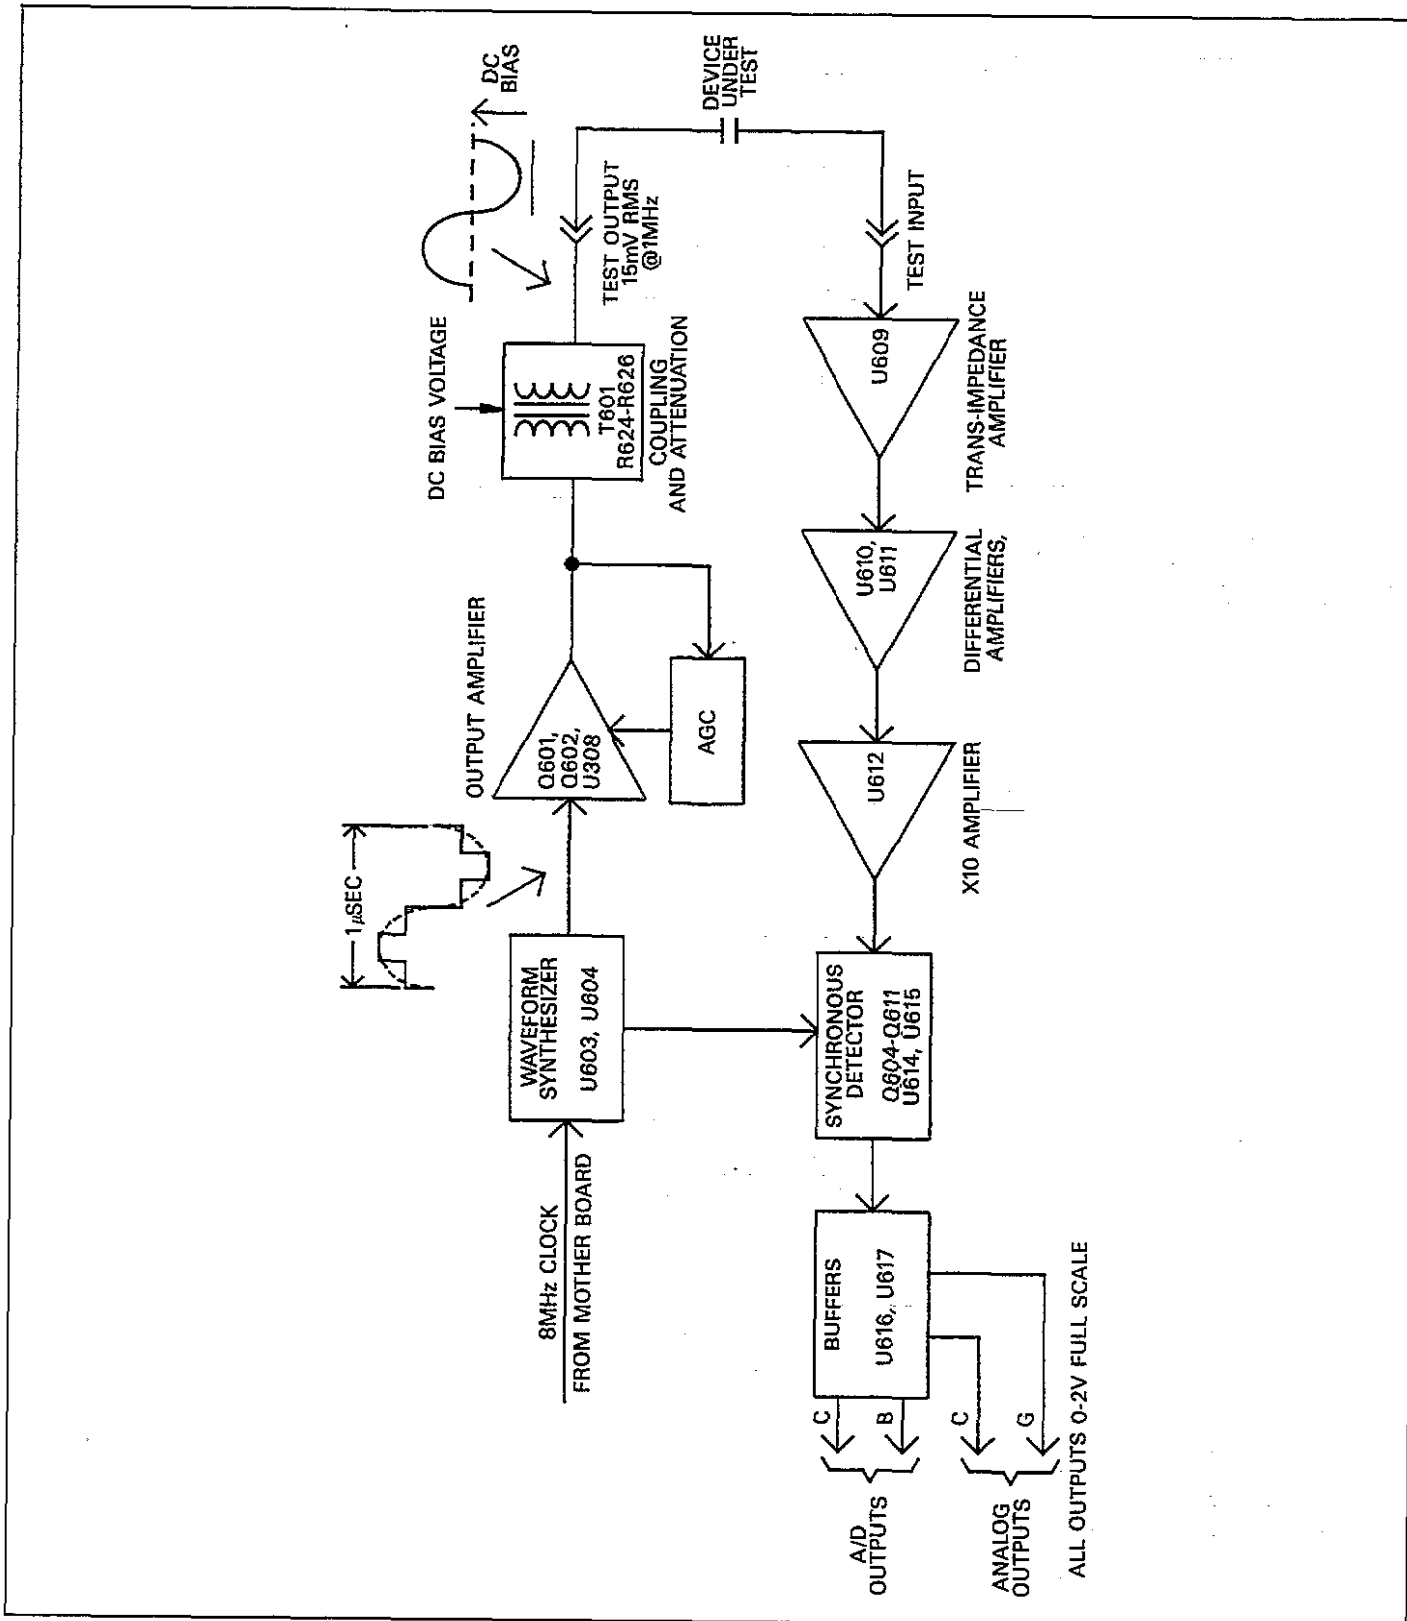 8MHz CLOCK
FROM MOTHER BOARD
WAVEFORM
SYNTHESIZER
U603, U604
1μSEC
OUTPUT AMPLIFIER
Q601,
Q602,
U308
AGC
DC BIAS VOLTAGE
T601
R624-R626
COUPLING
AND ATTENUATION
DC
BIAS
TEST OUTPUT
15mV RMS
@1MHz
DEVICE
UNDER
TEST
TEST INPUT
U609
TRANS-IMPEDANCE
AMPLIFIER
U610,
U611
DIFFERENTIAL
AMPLIFIERS,
U612
X10 AMPLIFIER
SYNCHRONOUS
DETECTOR
Q604-Q611
U614, U615
BUFFERS
U616, U617
C
B
A/D
OUTPUTS
C
G
ANALOG
OUTPUTS
ALL OUTPUTS 0-2V FULL SCALE